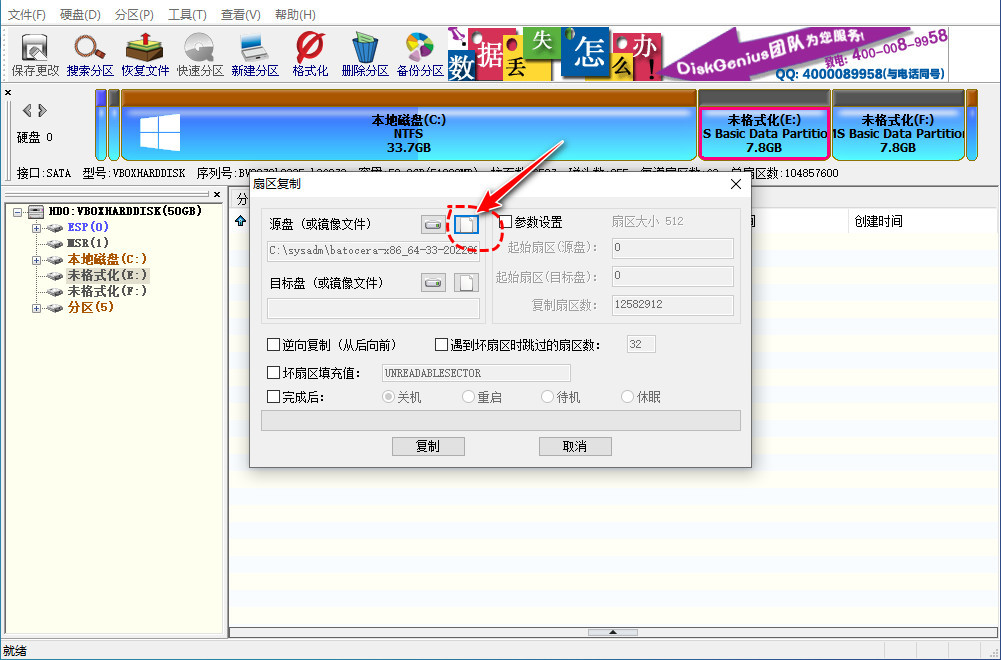 文件(F) 硬盘(D) 分区(P) 工具(T) 查看(V) 帮助(H)
保存更改 搜索分区 恢复文件 快速分区 新建分区 格式化 删除分区 备份分区
数据丢失怎么办!
DiskGenius团队为您服务!
致电: 400-008-9958
QQ: 4000089958(与电话同号)
硬盘 0
本地磁盘(C:)
NTFS
33.7GB
未格式化(E:)
S Basic Data Partitio
7.8GB
未格式化(F:)
MS Basic Data Partition
7.8GB
接口:SATA 型号:VBOXHARDDISK 序列号:
总扇区数:104857600
HD0:VBOXHARDDISK(50GB)
ESP(0)
MSR(1)
本地磁盘(C:)
未格式化(E:)
未格式化(F:)
分区(5)
分
创建时间
扇区复制
源盘（或镜像文件）
C:\sysadm\batocera-x86_64-33-20220
目标盘（或镜像文件）
参数设置 扇区大小 512
起始扇区(源盘): 0
起始扇区(目标盘): 0
复制扇区数: 12582912
逆向复制（从后向前） 遇到坏扇区时跳过的扇区数: 32
坏扇区填充值: UNREADABLESECTOR
完成后: 关机 重启 待机 休眠
复制 取消
就绪